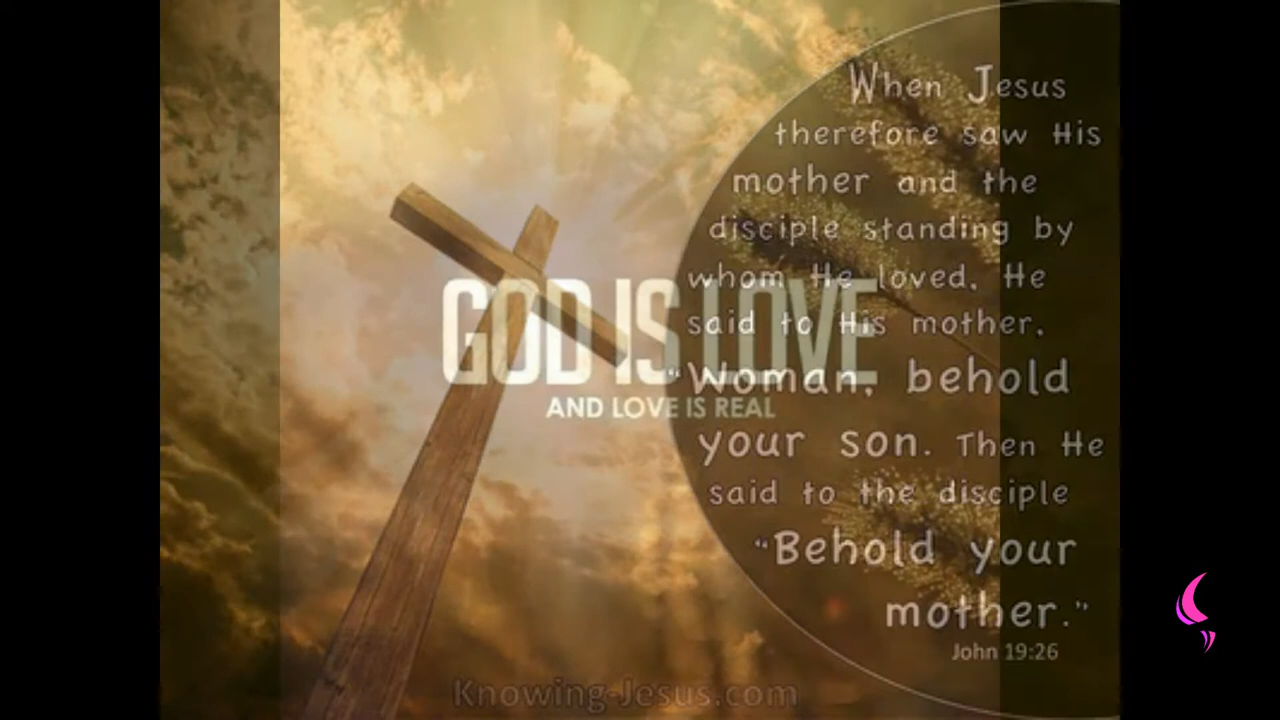 When Jesus
therefore saw His
mother and the
disciple standing by
whom He loved, He
said to His mother,
"Woman, behold
your son. Then He
said to the disciple
"Behold your
mother."
John 19:26
GOD IS LOVE
AND LOVE IS REAL
Knowing-Jesus.com